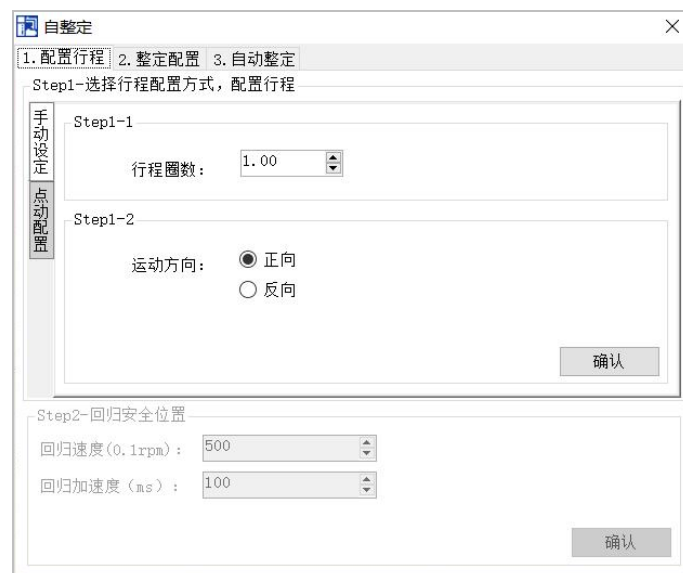 自整定
1.配置行程 2.整定配置 3.自动整定
Step1-选择行程配置方式，配置行程
手动设定
点动配置
Step1-1
行程圈数： 1.00
Step1-2
运动方向： 正向
反向
确认
Step2-回归安全位置
回归速度(0.1rpm)： 500
回归加速度（ms）： 100
确认